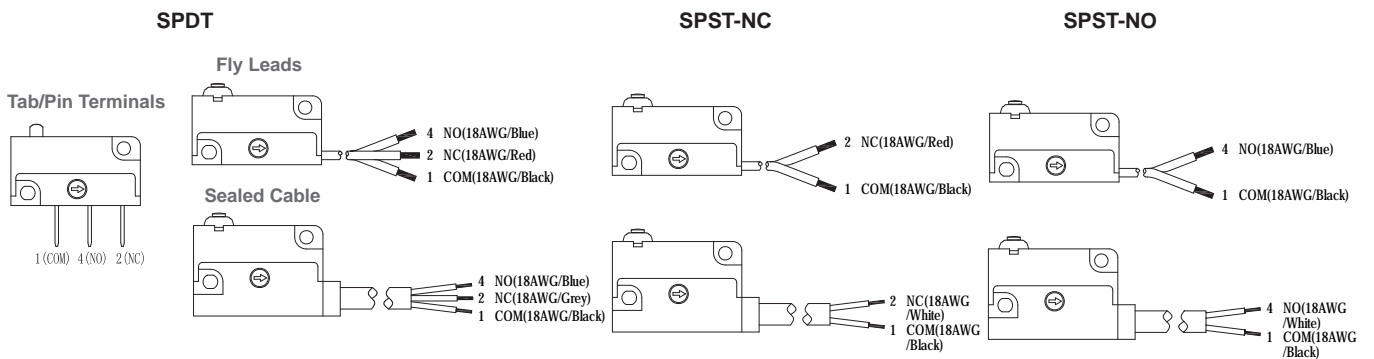 SPDT
SPST-NC
SPST-NO
Fly Leads
Tab/Pin Terminals
4 NO(18AWG/Blue)
2 NC(18AWG/Red)
1 COM(18AWG/Black)
2 NC(18AWG/Red)
1 COM(18AWG/Black)
4 NO(18AWG/Blue)
1 COM(18AWG/Black)
Sealed Cable
1(COM) 4(NO) 2(NC)
4 NO(18AWG/Blue)
2 NC(18AWG/Grey)
1 COM(18AWG/Black)
2 NC(18AWG
/White)
1 COM(18AWG
/Black)
4 NO(18AWG
/White)
1 COM(18AWG
/Black)